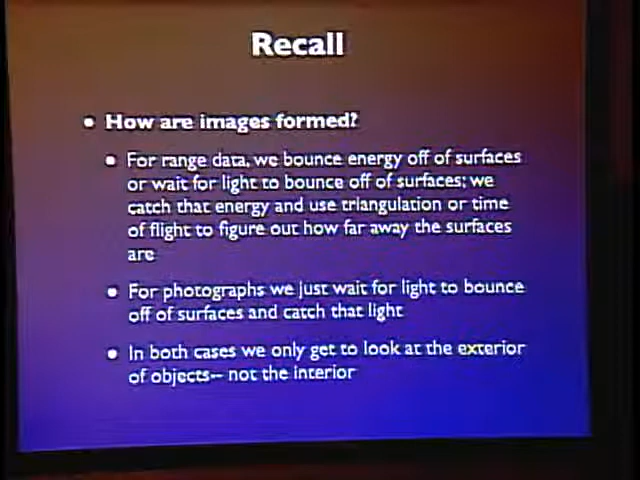 Recall
• How are images formed?
• For range data, we bounce energy off of surfaces
or wait for light to bounce off of surfaces; we
catch that energy and use triangulation or time
of flight to figure out how far away the surfaces
are
• For photographs we just wait for light to bounce
off of surfaces and catch that light
• In both cases we only get to look at the exterior
of objects-- not the interior